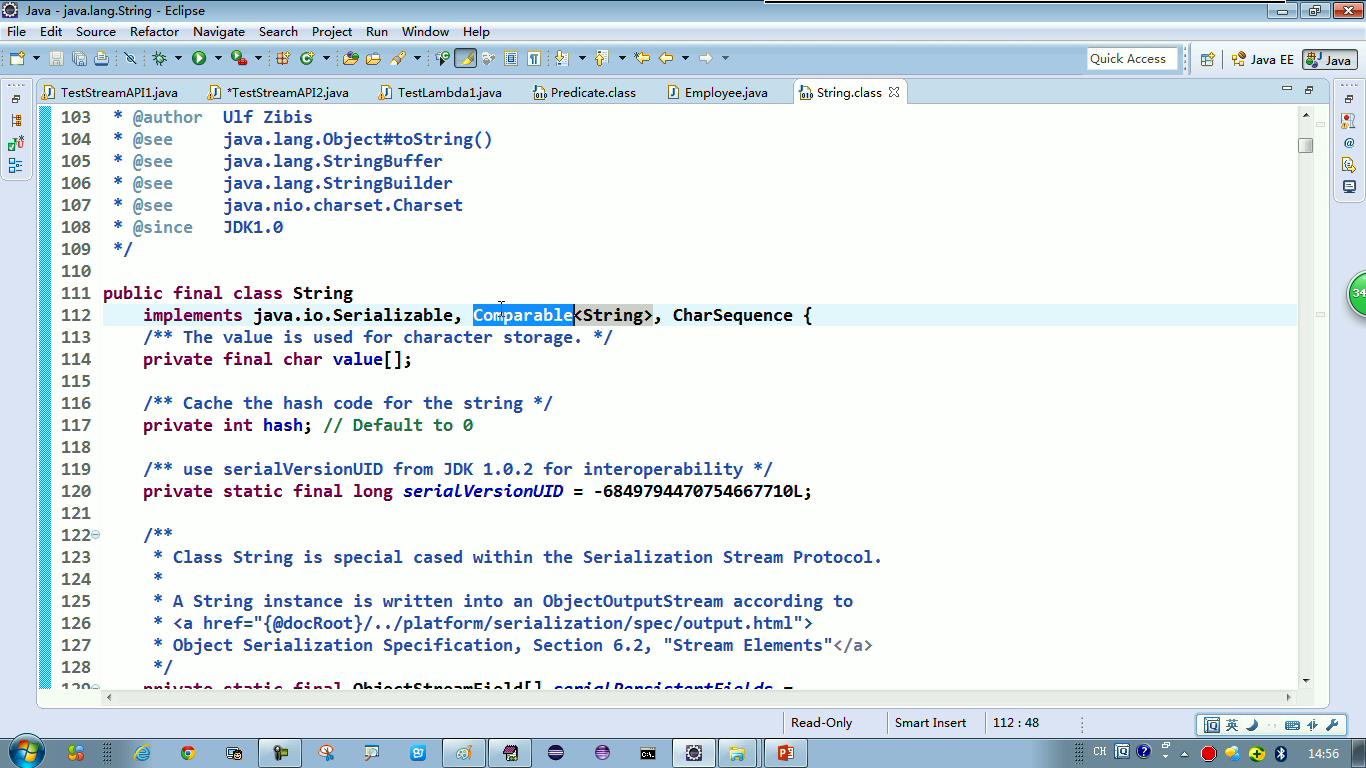 Java - java.lang.String - Eclipse
File Edit Source Refactor Navigate Search Project Run Window Help
Quick Access Java EE Java
TestStreamAPI1.java *TestStreamAPI2.java TestLambda1.java Predicate.class Employee.java String.class
103 * @author Ulf Zibis
104 * @see java.lang.Object#toString()
105 * @see java.lang.StringBuffer
106 * @see java.lang.StringBuilder
107 * @see java.nio.charset.Charset
108 * @since JDK1.0
109 */
110
111 public final class String
112 implements java.io.Serializable, Comparable<String>, CharSequence {
113 /** The value is used for character storage. */
114 private final char value[];
115
116 /** Cache the hash code for the string */
117 private int hash; // Default to 0
118
119 /** use serialVersionUID from JDK 1.0.2 for interoperability */
120 private static final long serialVersionUID = -6849794470754667710L;
121
122 /**
123 * Class String is special cased within the Serialization Stream Protocol.
124 *
125 * A String instance is written into an ObjectOutputStream according to
126 * <a href="{@docRoot}/../platform/serialization/spec/output.html">
127 * Object Serialization Specification, Section 6.2, "Stream Elements"</a>
128 */
129 private static final ObjectStreamField[] serialPersistentFields =
34
Read-Only Smart Insert 112 : 48
英
CH 14:56